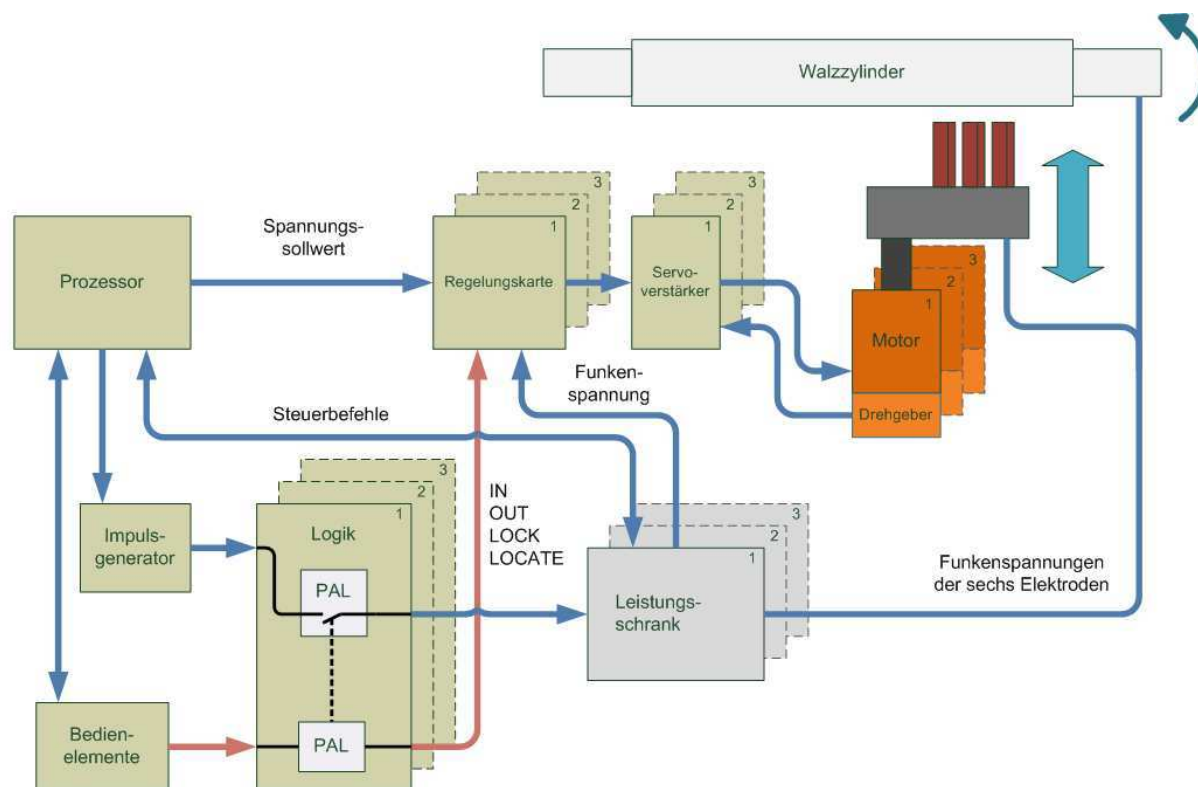 Walzzylinder
3
2
1
Spannungs-
sollwert
Prozessor
Regelungskarte
3
2
1
Servo-
verstärker
3
2
1
Motor
Drehgeber
Funken-
spannung
Steuerbefehle
IN
OUT
LOCK
LOCATE
3
2
1
Impuls-
generator
Logik
PAL
PAL
3
2
1
Leistungs-
schrank
Funkenspannungen
der sechs Elektroden
Bedien-
elemente